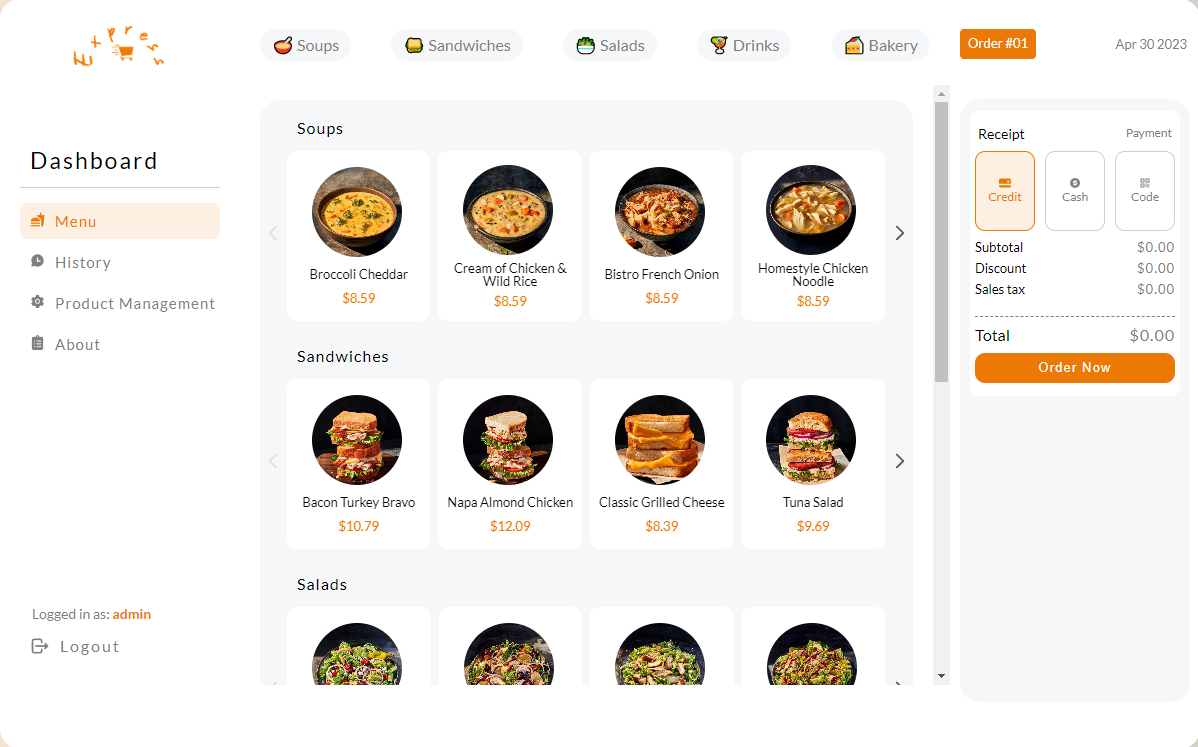 Soups
Sandwiches
Salads
Drinks
Bakery
Order #01
Apr 30 2023
Dashboard
Menu
History
Product Management
About
Logged in as: admin
Logout
Soups
Broccoli Cheddar
$8.59
Cream of Chicken &
Wild Rice
$8.59
Bistro French Onion
$8.59
Homestyle Chicken
Noodle
$8.59
Sandwiches
Bacon Turkey Bravo
$10.79
Napa Almond Chicken
$12.09
Classic Grilled Cheese
$8.39
Tuna Salad
$9.69
Salads
Receipt
Payment
Credit
Cash
Code
Subtotal $0.00
Discount $0.00
Sales tax $0.00
Total $0.00
Order Now